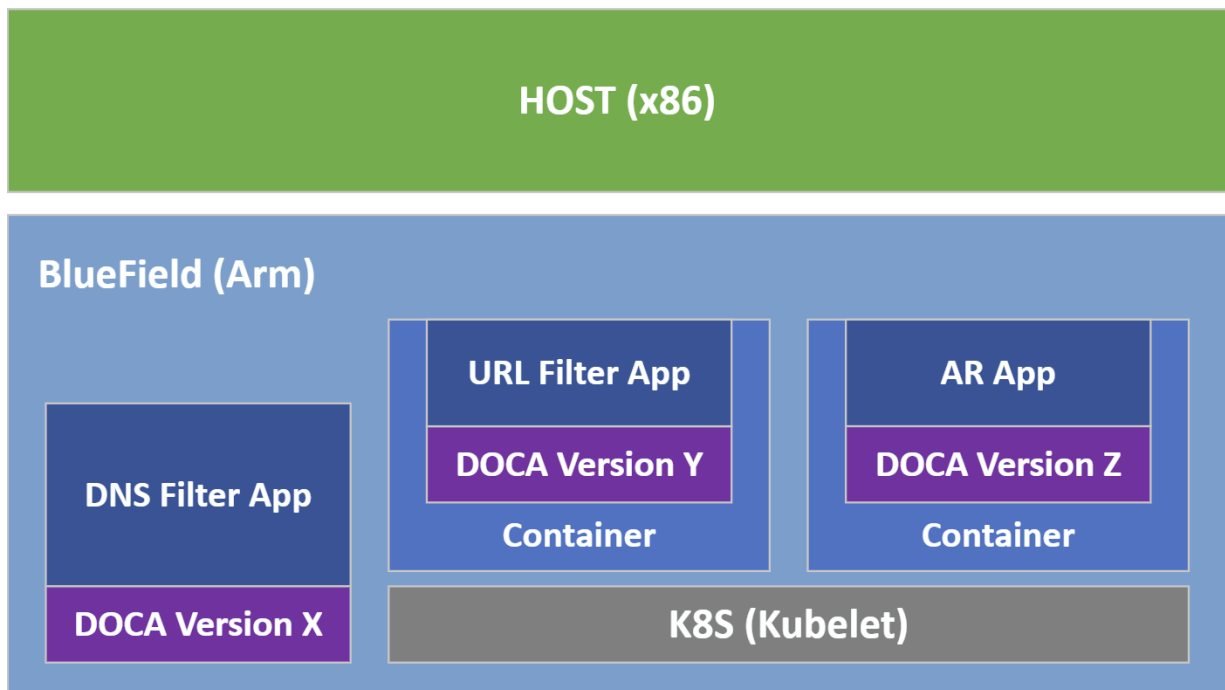 HOST (x86)
BlueField (Arm)
URL Filter App
AR App
DOCA Version Y
DOCA Version Z
DNS Filter App
Container
Container
DOCA Version X
K8S (Kubelet)